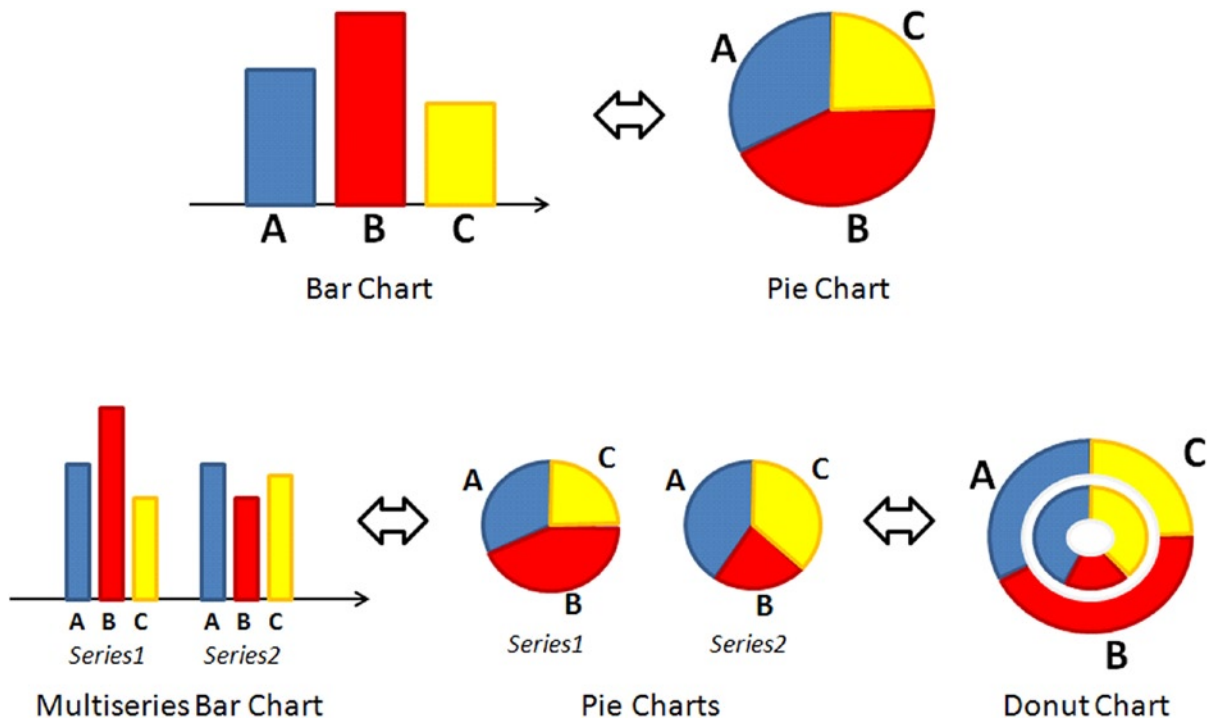 A B C
Bar Chart
A
C
B
Pie Chart
A B C
Series1
A B C
Series2
Multiseries Bar Chart
A
C
B
Series1
A
C
B
Series2
Pie Charts
A
C
B
Donut Chart